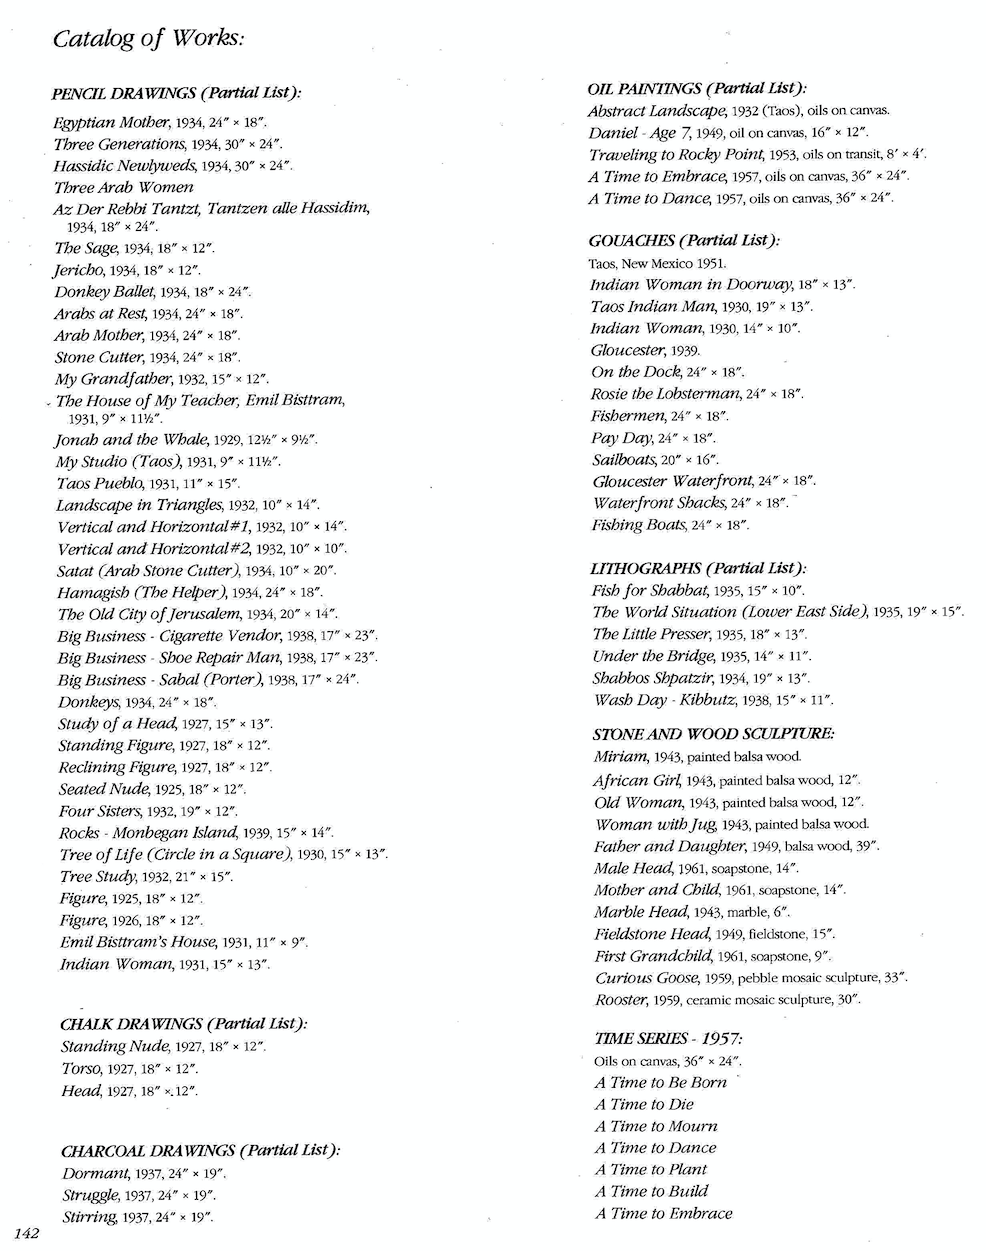 Catalog of Works:
PENCIL DRAWINGS (Partial List):
Egyptian Mother, 1934, 24″ × 18″.
Three Generations, 1934, 30″ × 24″.
Hassidic Newlyweds, 1934, 30″ × 24″.
Three Arab Women
Az Der Rebbi Tantzt, Tantzen alle Hassidim,
1934, 18″ × 24″.
The Sage, 1934, 18″ × 12″.
Jericho, 1934, 18″ × 12″.
Donkey Ballet, 1934, 18″ × 24″.
Arabs at Rest, 1934, 24″ × 18″.
Arab Mother, 1934, 24″ × 18″.
Stone Cutter, 1934, 24″ × 18″.
My Grandfather, 1932, 15″ × 12″.
The House of My Teacher, Emil Bisttram,
1931, 9″ × 11½″.
Jonah and the Whale, 1929, 12½″ × 9½″.
My Studio (Taos), 1931, 9″ × 11½″.
Taos Pueblo, 1931, 11″ × 15″.
Landscape in Triangles, 1932, 10″ × 14″.
Vertical and Horizontal #1, 1932, 10″ × 14″.
Vertical and Horizontal #2, 1932, 10″ × 10″.
Satat (Arab Stone Cutter), 1934, 10″ × 20″.
Hamagish (The Helper), 1934, 24″ × 18″.
The Old City of Jerusalem, 1934, 20″ × 14″.
Big Business - Cigarette Vendor, 1938, 17″ × 23″.
Big Business - Shoe Repair Man, 1938, 17″ × 23″.
Big Business - Sabal (Porter), 1938, 17″ × 24″.
Donkeys, 1934, 24″ × 18″.
Study of a Head, 1927, 15″ × 13″.
Standing Figure, 1927, 18″ × 12″.
Reclining Figure, 1927, 18″ × 12″.
Seated Nude, 1925, 18″ × 12″.
Four Sisters, 1932, 19″ × 12″.
Rocks - Monhegan Island, 1939, 15″ × 14″.
Tree of Life (Circle in a Square), 1930, 15″ × 13″.
Tree Study, 1932, 21″ × 15″.
Figure, 1925, 18″ × 12″.
Figure, 1926, 18″ × 12″.
Emil Bisttram's House, 1931, 11″ × 9″.
Indian Woman, 1931, 15″ × 13″.
CHALK DRAWINGS (Partial List):
Standing Nude, 1927, 18″ × 12″.
Torso, 1927, 18″ × 12″.
Head, 1927, 18″ × 12″.
CHARCOAL DRAWINGS (Partial List):
Dormant, 1937, 24″ × 19″.
Struggle, 1937, 24″ × 19″.
Stirring, 1937, 24″ × 19″.
142
OIL PAINTINGS (Partial List):
Abstract Landscape, 1932 (Taos), oils on canvas.
Daniel - Age 7, 1949, oil on canvas, 16″ × 12″.
Traveling to Rocky Point, 1953, oils on transit, 8′ × 4′.
A Time to Embrace, 1957, oils on canvas, 36″ × 24″.
A Time to Dance, 1957, oils on canvas, 36″ × 24″.
GOUACHES (Partial List):
Taos, New Mexico 1951.
Indian Woman in Doorway, 18″ × 13″.
Taos Indian Man, 1930, 19″ × 13″.
Indian Woman, 1930, 14″ × 10″.
Gloucester, 1939.
On the Dock, 24″ × 18″.
Rosie the Lobsterman, 24″ × 18″.
Fishermen, 24″ × 18″.
Pay Day, 24″ × 18″.
Sailboats, 20″ × 16″.
Gloucester Waterfront, 24″ × 18″.
Waterfront Shacks, 24″ × 18″.
Fishing Boats, 24″ × 18″.
LITHOGRAPHS (Partial List):
Fish for Shabbat, 1935, 15″ × 10″.
The World Situation (Lower East Side), 1935, 19″ × 15″.
The Little Presser, 1935, 18″ × 13″.
Under the Bridge, 1935, 14″ × 11″.
Shabbos Shpatzir, 1934, 19″ × 13″.
Wash Day - Kibbutz, 1938, 15″ × 11″.
STONE AND WOOD SCULPTURE:
Miriam, 1943, painted balsa wood.
African Girl, 1943, painted balsa wood, 12″.
Old Woman, 1943, painted balsa wood, 12″.
Woman with Jug, 1943, painted balsa wood.
Father and Daughter, 1949, balsa wood, 39″.
Male Head, 1961, soapstone, 14″.
Mother and Child, 1961, soapstone, 14″.
Marble Head, 1943, marble, 6″.
Fieldstone Head, 1949, fieldstone, 15″.
First Grandchild, 1961, soapstone, 9″.
Curious Goose, 1959, pebble mosaic sculpture, 33″.
Rooster, 1959, ceramic mosaic sculpture, 30″.
TIME SERIES - 1957:
Oils on canvas, 36″ × 24″.
A Time to Be Born
A Time to Die
A Time to Mourn
A Time to Dance
A Time to Plant
A Time to Build
A Time to Embrace